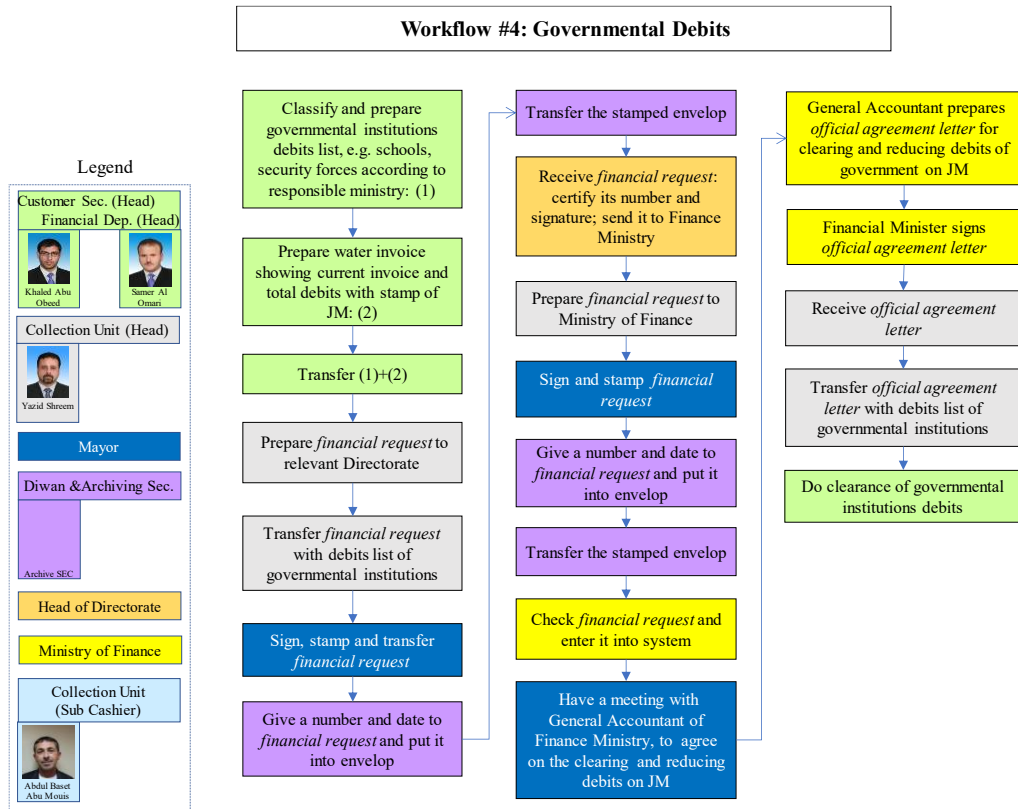 Workflow #4: Governmental Debits
Legend
Customer Sec. (Head)
Financial Dep. (Head)
Khaled Abu
Obeed
Samer Al
Omari
Collection Unit (Head)
Yazid Shreem
Mayor
Diwan &Archiving Sec.
Archive SEC
Head of Directorate
Ministry of Finance
Collection Unit
(Sub Cashier)
Abdul Baset
Abu Mouis
Classify and prepare
governmental institutions
debits list, e.g. schools,
security forces according to
responsible ministry: (1)
Prepare water invoice
showing current invoice and
total debits with stamp of
JM: (2)
Transfer (1)+(2)
Prepare financial request to
relevant Directorate
Transfer financial request
with debits list of
governmental institutions
Sign, stamp and transfer
financial request
Give a number and date to
financial request and put it
into envelop
Transfer the stamped envelop
Receive financial request:
certify its number and
signature; send it to Finance
Ministry
Prepare financial request to
Ministry of Finance
Sign and stamp financial
request
Give a number and date to
financial request and put it
into envelop
Transfer the stamped envelop
Check financial request and
enter it into system
Have a meeting with
General Accountant of
Finance Ministry, to agree
on the clearing and reducing
debits on JM
General Accountant prepares
official agreement letter for
clearing and reducing debits of
government on JM
Financial Minister signs
official agreement letter
Receive official agreement
letter
Transfer official agreement
letter with debits list of
governmental institutions
Do clearance of governmental
institutions debits